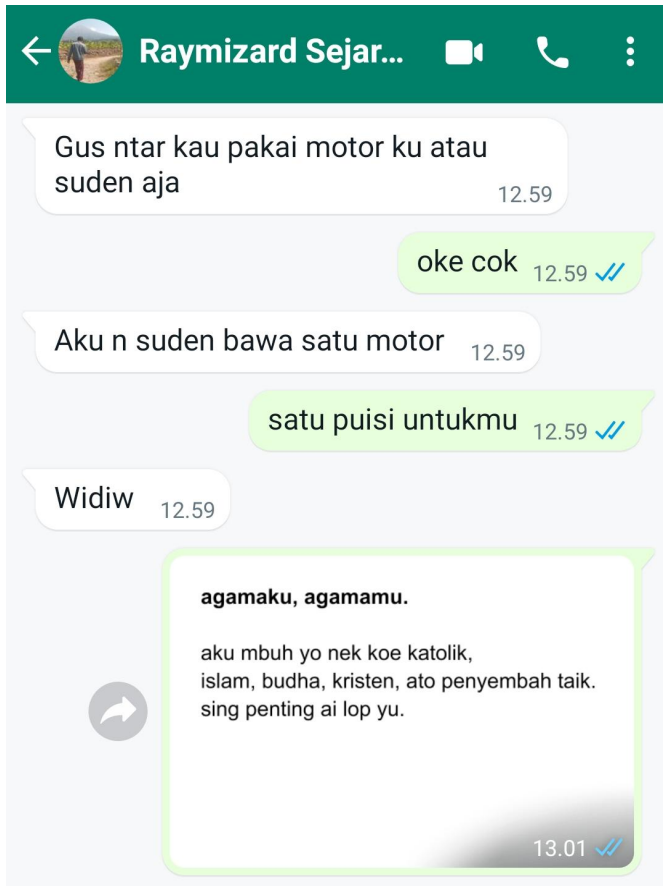 Raymizard Sejar...
Gus ntar kau pakai motor ku atau
suden aja
12.59
oke cok 12.59
Aku n suden bawa satu motor 12.59
satu puisi untukmu 12.59
Widiw 12.59
agamaku, agamamu.
aku mbuh yo nek koe katolik,
islam, budha, kristen, ato penyembah taik.
sing penting ai lop yu.
13.01